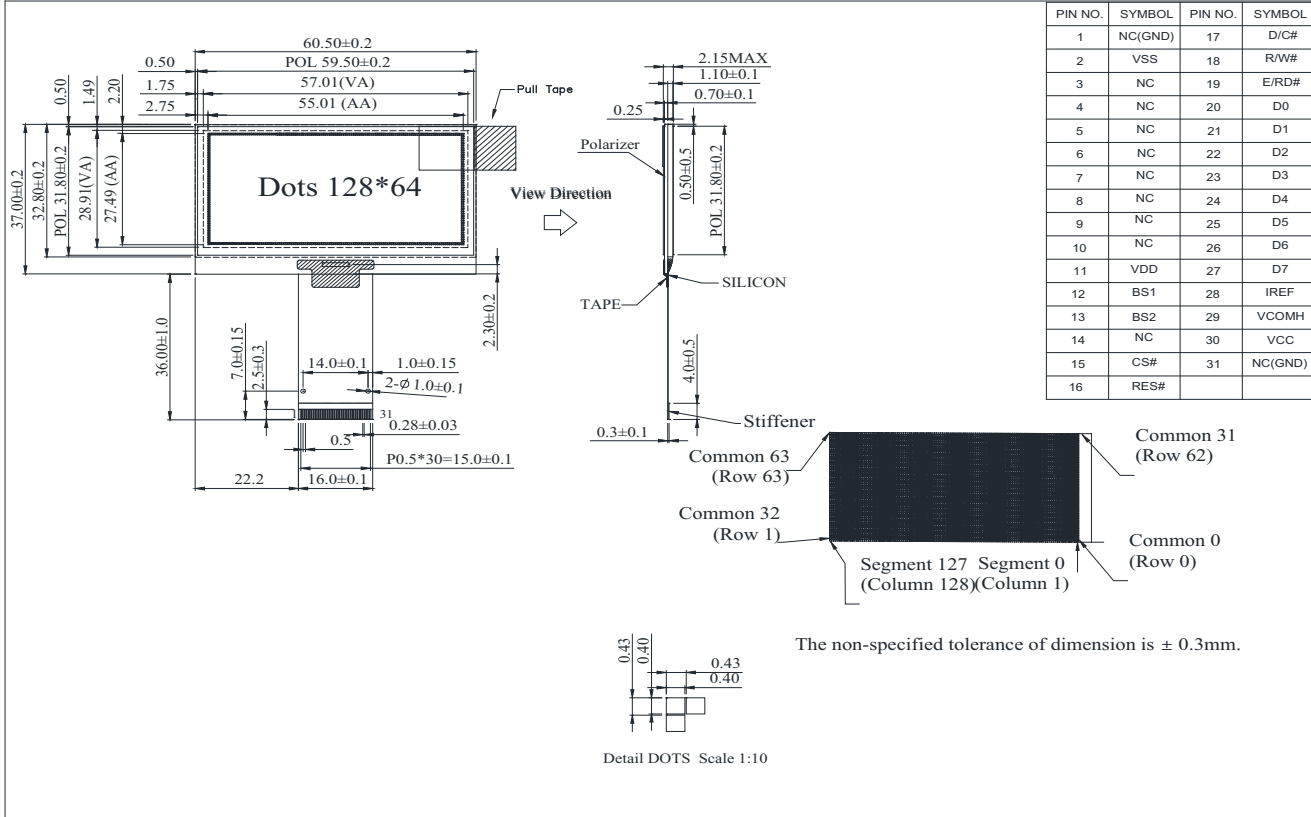 60.50±0.2
POL 59.50±0.2
57.01(VA)
55.01 (AA)
0.50
1.75
2.75
0.50
1.49
2.20
37.00±0.2
32.80±0.2
POL 31.80±0.2
28.91(VA)
27.49 (AA)
Dots 128*64
Pull Tape
View Direction
36.00±1.0
7.0±0.15
2.5±0.3
14.0±0.1
1.0±0.15
2-ϕ 1.0±0.1
2.30±0.2
1
31
0.28±0.03
0.5
P0.5*30=15.0±0.1
22.2
16.0±0.1
2.15MAX
1.10±0.1
0.70±0.1
0.25
Polarizer
0.50±0.5
POL 31.80±0.2
SILICON
TAPE
4.0±0.5
Stiffener
0.3±0.1
PIN NO. SYMBOL PIN NO. SYMBOL
1 NC(GND) 17 D/C#
2 VSS 18 R/W#
3 NC 19 E/RD#
4 NC 20 D0
5 NC 21 D1
6 NC 22 D2
7 NC 23 D3
8 NC 24 D4
9 NC 25 D5
10 NC 26 D6
11 VDD 27 D7
12 BS1 28 IREF
13 BS2 29 VCOMH
14 NC 30 VCC
15 CS# 31 NC(GND)
16 RES#
Common 63
(Row 63)
Common 31
(Row 62)
Common 32
(Row 1)
Common 0
(Row 0)
Segment 127 Segment 0
(Column 128)(Column 1)
The non-specified tolerance of dimension is ± 0.3mm.
0.43
0.40
0.43
0.40
Detail DOTS Scale 1:10